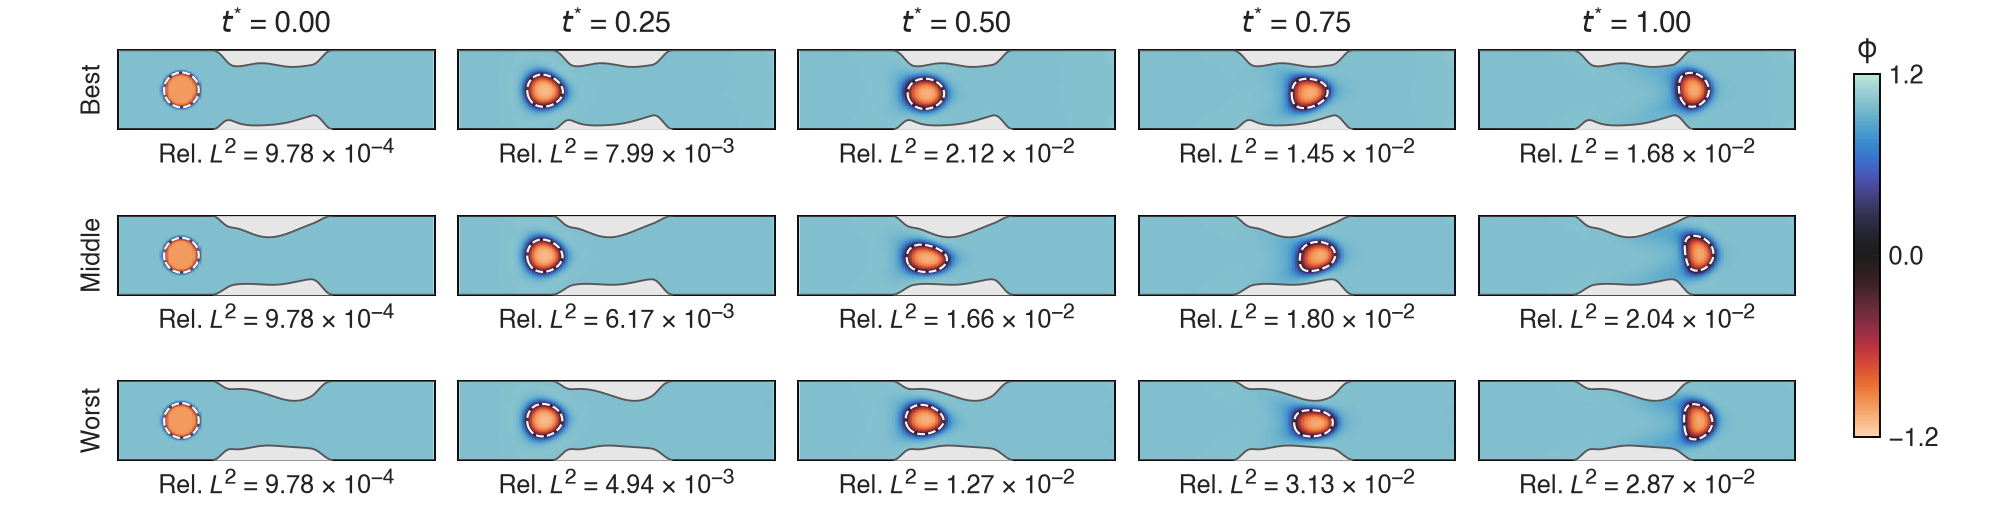 t* = 0.00 t* = 0.25 t* = 0.50 t* = 0.75 t* = 1.00
ϕ
1.2
0.0
−1.2
Best
Rel. L² = 9.78 × 10⁻⁴ Rel. L² = 7.99 × 10⁻³ Rel. L² = 2.12 × 10⁻² Rel. L² = 1.45 × 10⁻² Rel. L² = 1.68 × 10⁻²
Middle
Rel. L² = 9.78 × 10⁻⁴ Rel. L² = 6.17 × 10⁻³ Rel. L² = 1.66 × 10⁻² Rel. L² = 1.80 × 10⁻² Rel. L² = 2.04 × 10⁻²
Worst
Rel. L² = 9.78 × 10⁻⁴ Rel. L² = 4.94 × 10⁻³ Rel. L² = 1.27 × 10⁻² Rel. L² = 3.13 × 10⁻² Rel. L² = 2.87 × 10⁻²